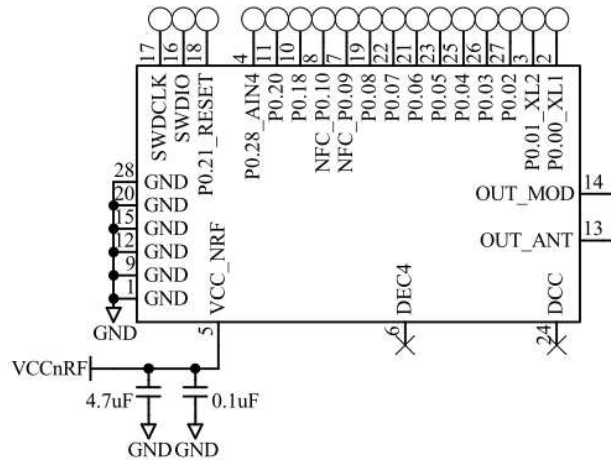 17 16 18 4 11 10 8 7 19 22 21 23 25 26 27 3 2
SWDCLK
SWDIO
P0.21_RESET
P0.28_AIN4
P0.20
P0.18
NFC_P0.10
NFC_P0.09
P0.08
P0.07
P0.06
P0.05
P0.04
P0.03
P0.02
P0.01_XL2
P0.00_XL1
28 GND
20 GND
15 GND
12 GND
9 GND
1 GND
GND
OUT_MOD 14
OUT_ANT 13
VCC_NRF
DEC4
DCC
5
6
24
VCCnRF
4.7uF
0.1uF
GND GND